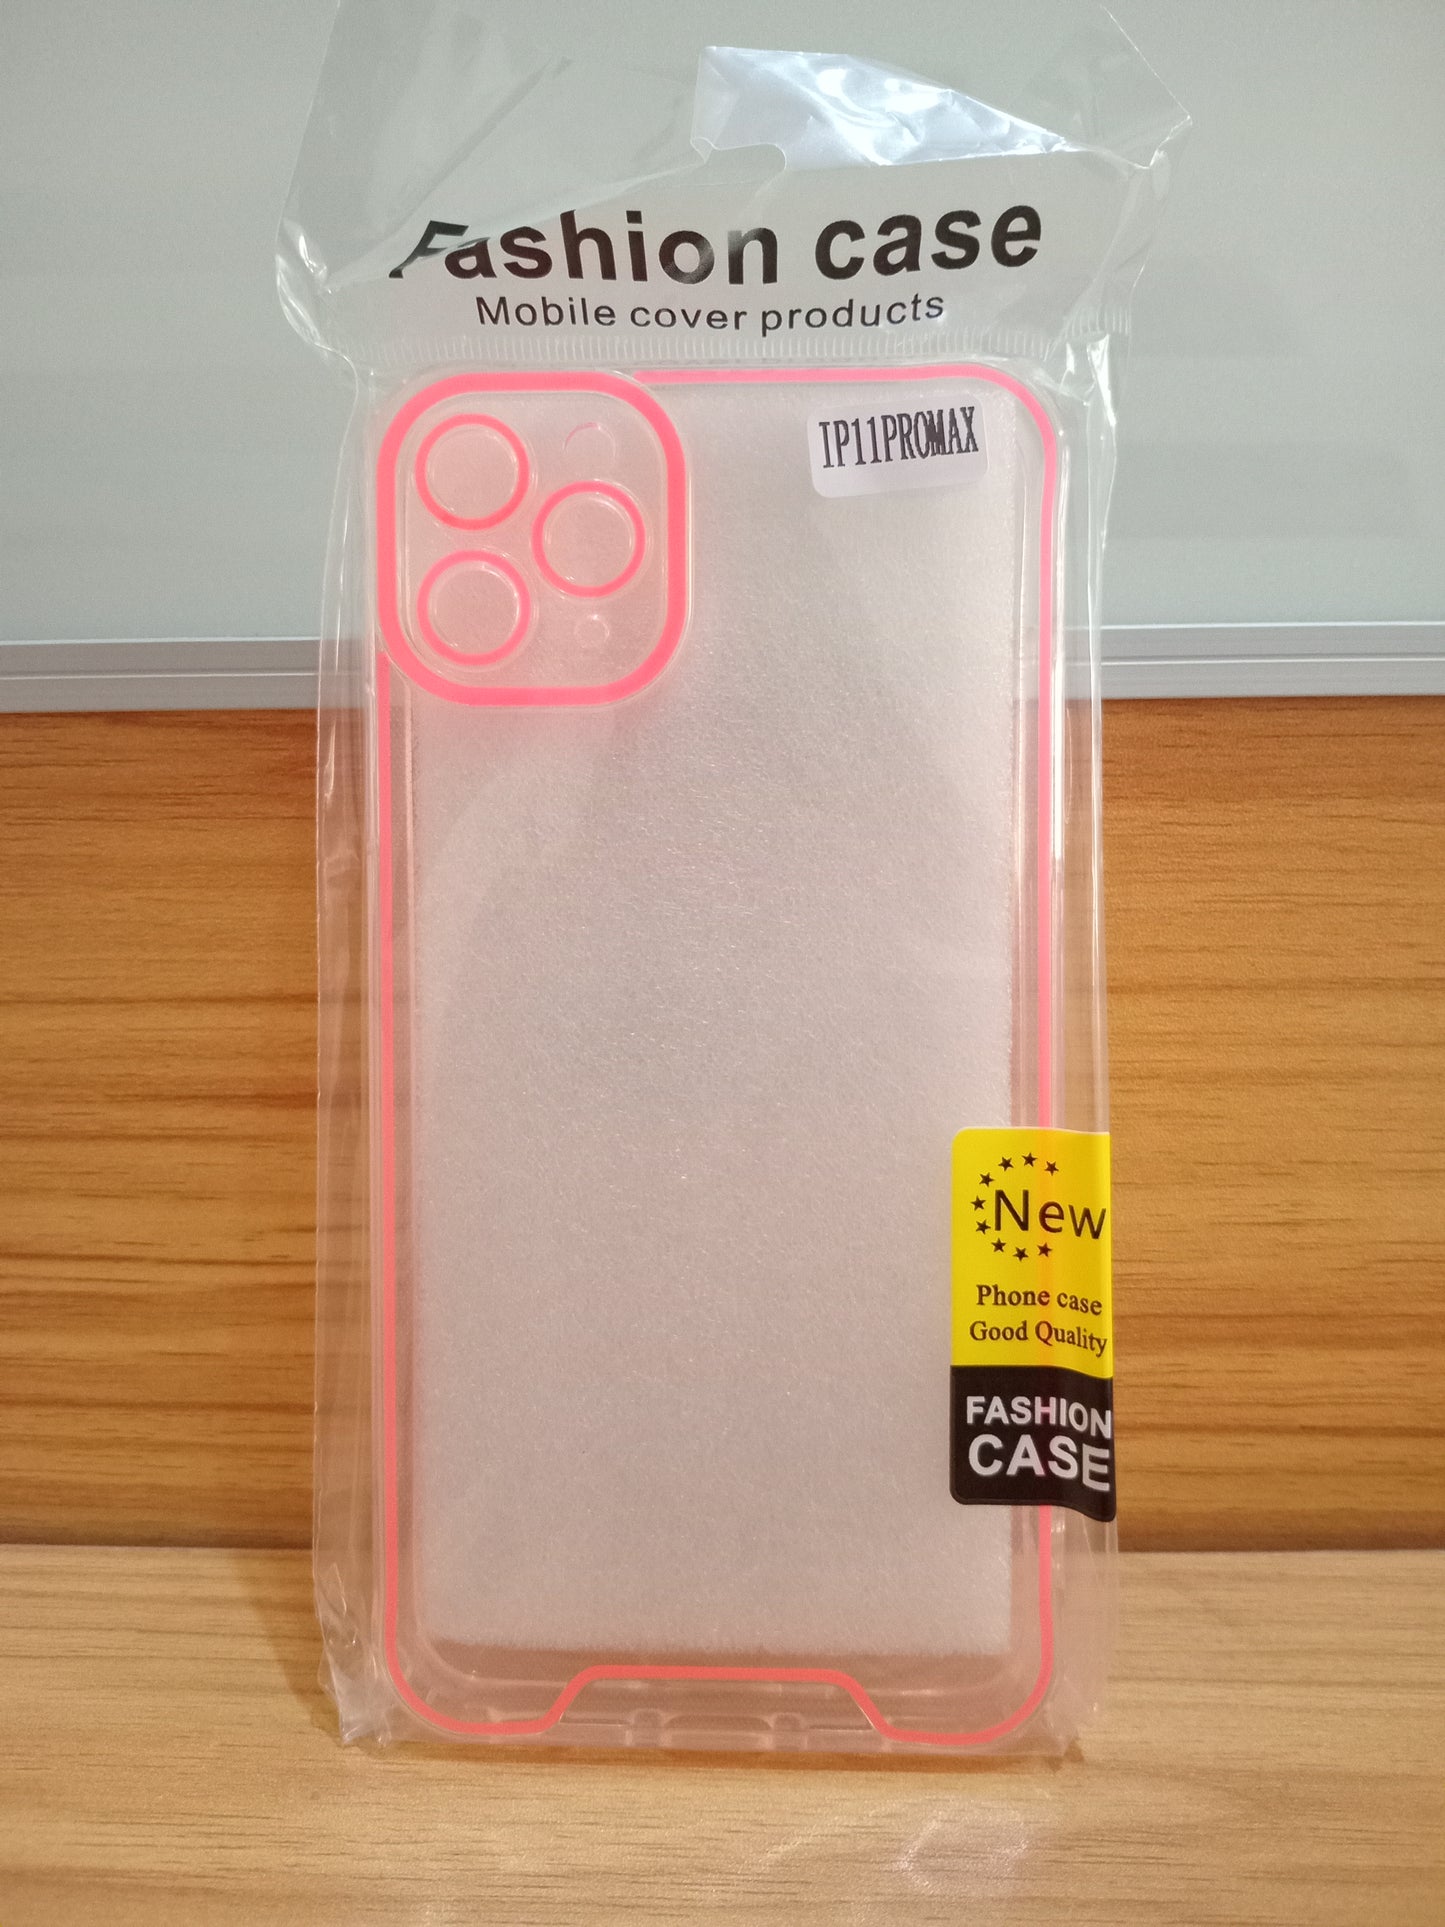 Fashion case
Mobile cover products
IP11PROMAX
New
Phone case
Good Quality
FASHION
CASE